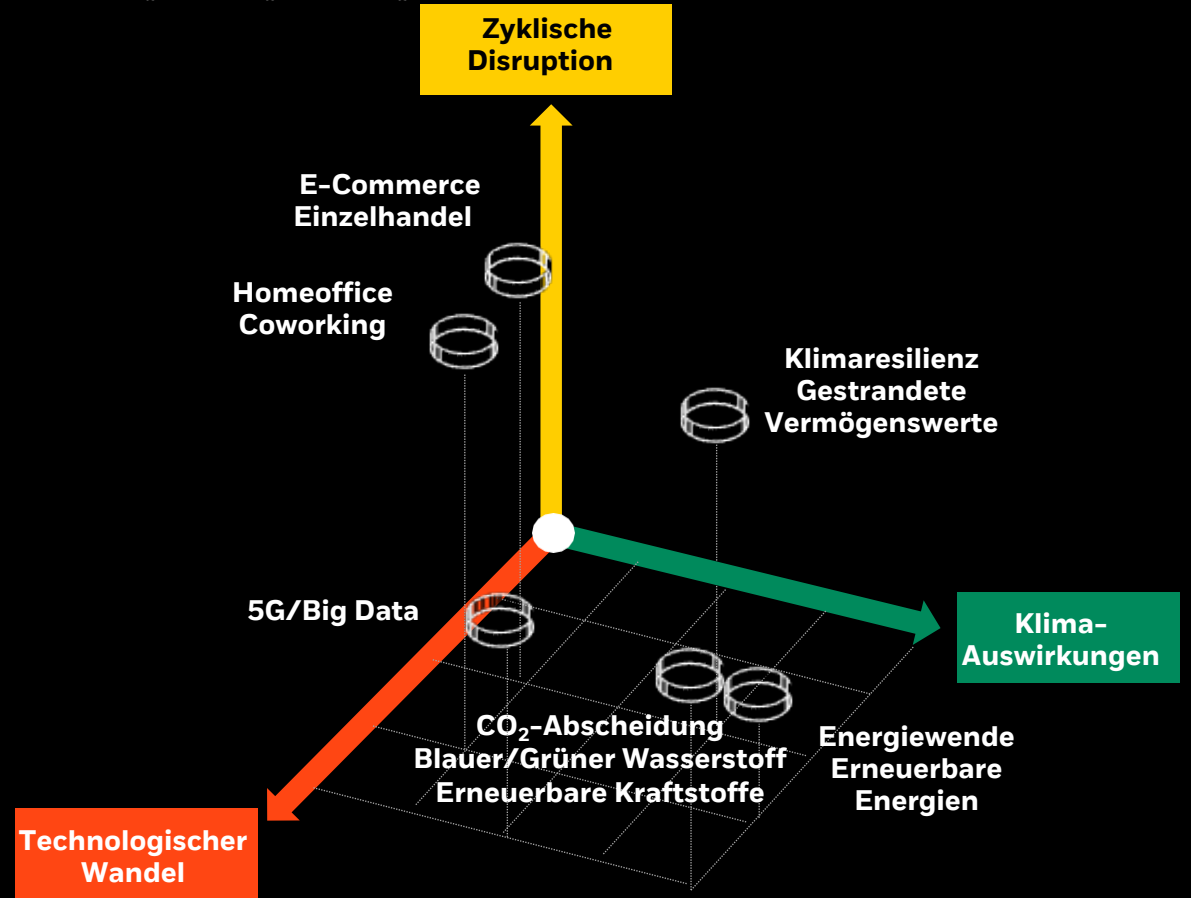 Zyklische
Disruption
E-Commerce
Einzelhandel
Homeoffice
Coworking
Klimaresilienz
Gestrandete
Vermögenswerte
5G/Big Data
Klima-
Auswirkungen
CO₂-Abscheidung
Blauer/Grüner Wasserstoff
Erneuerbare Kraftstoffe
Energiewende
Erneuerbare
Energien
Technologischer
Wandel